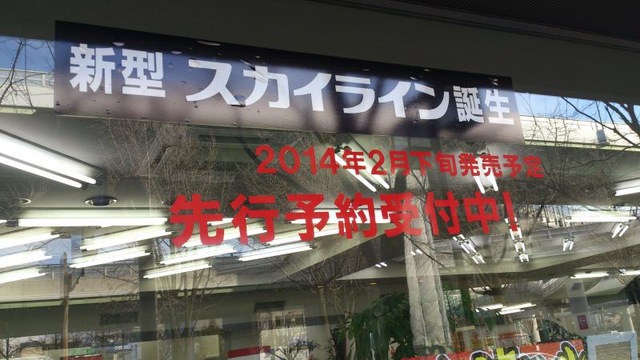 新型 スカイライン誕生
2014年2月下旬発売予定
先行予約受付中!